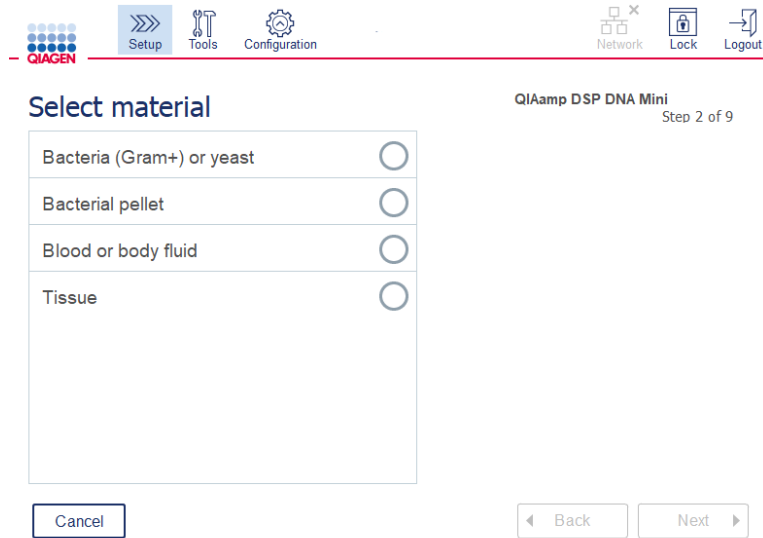 Setup
Tools
Configuration
Network
Lock
Logout
QIAGEN
Select material
QIAamp DSP DNA Mini
Step 2 of 9
Bacteria (Gram+) or yeast
Bacterial pellet
Blood or body fluid
Tissue
Cancel
Back
Next